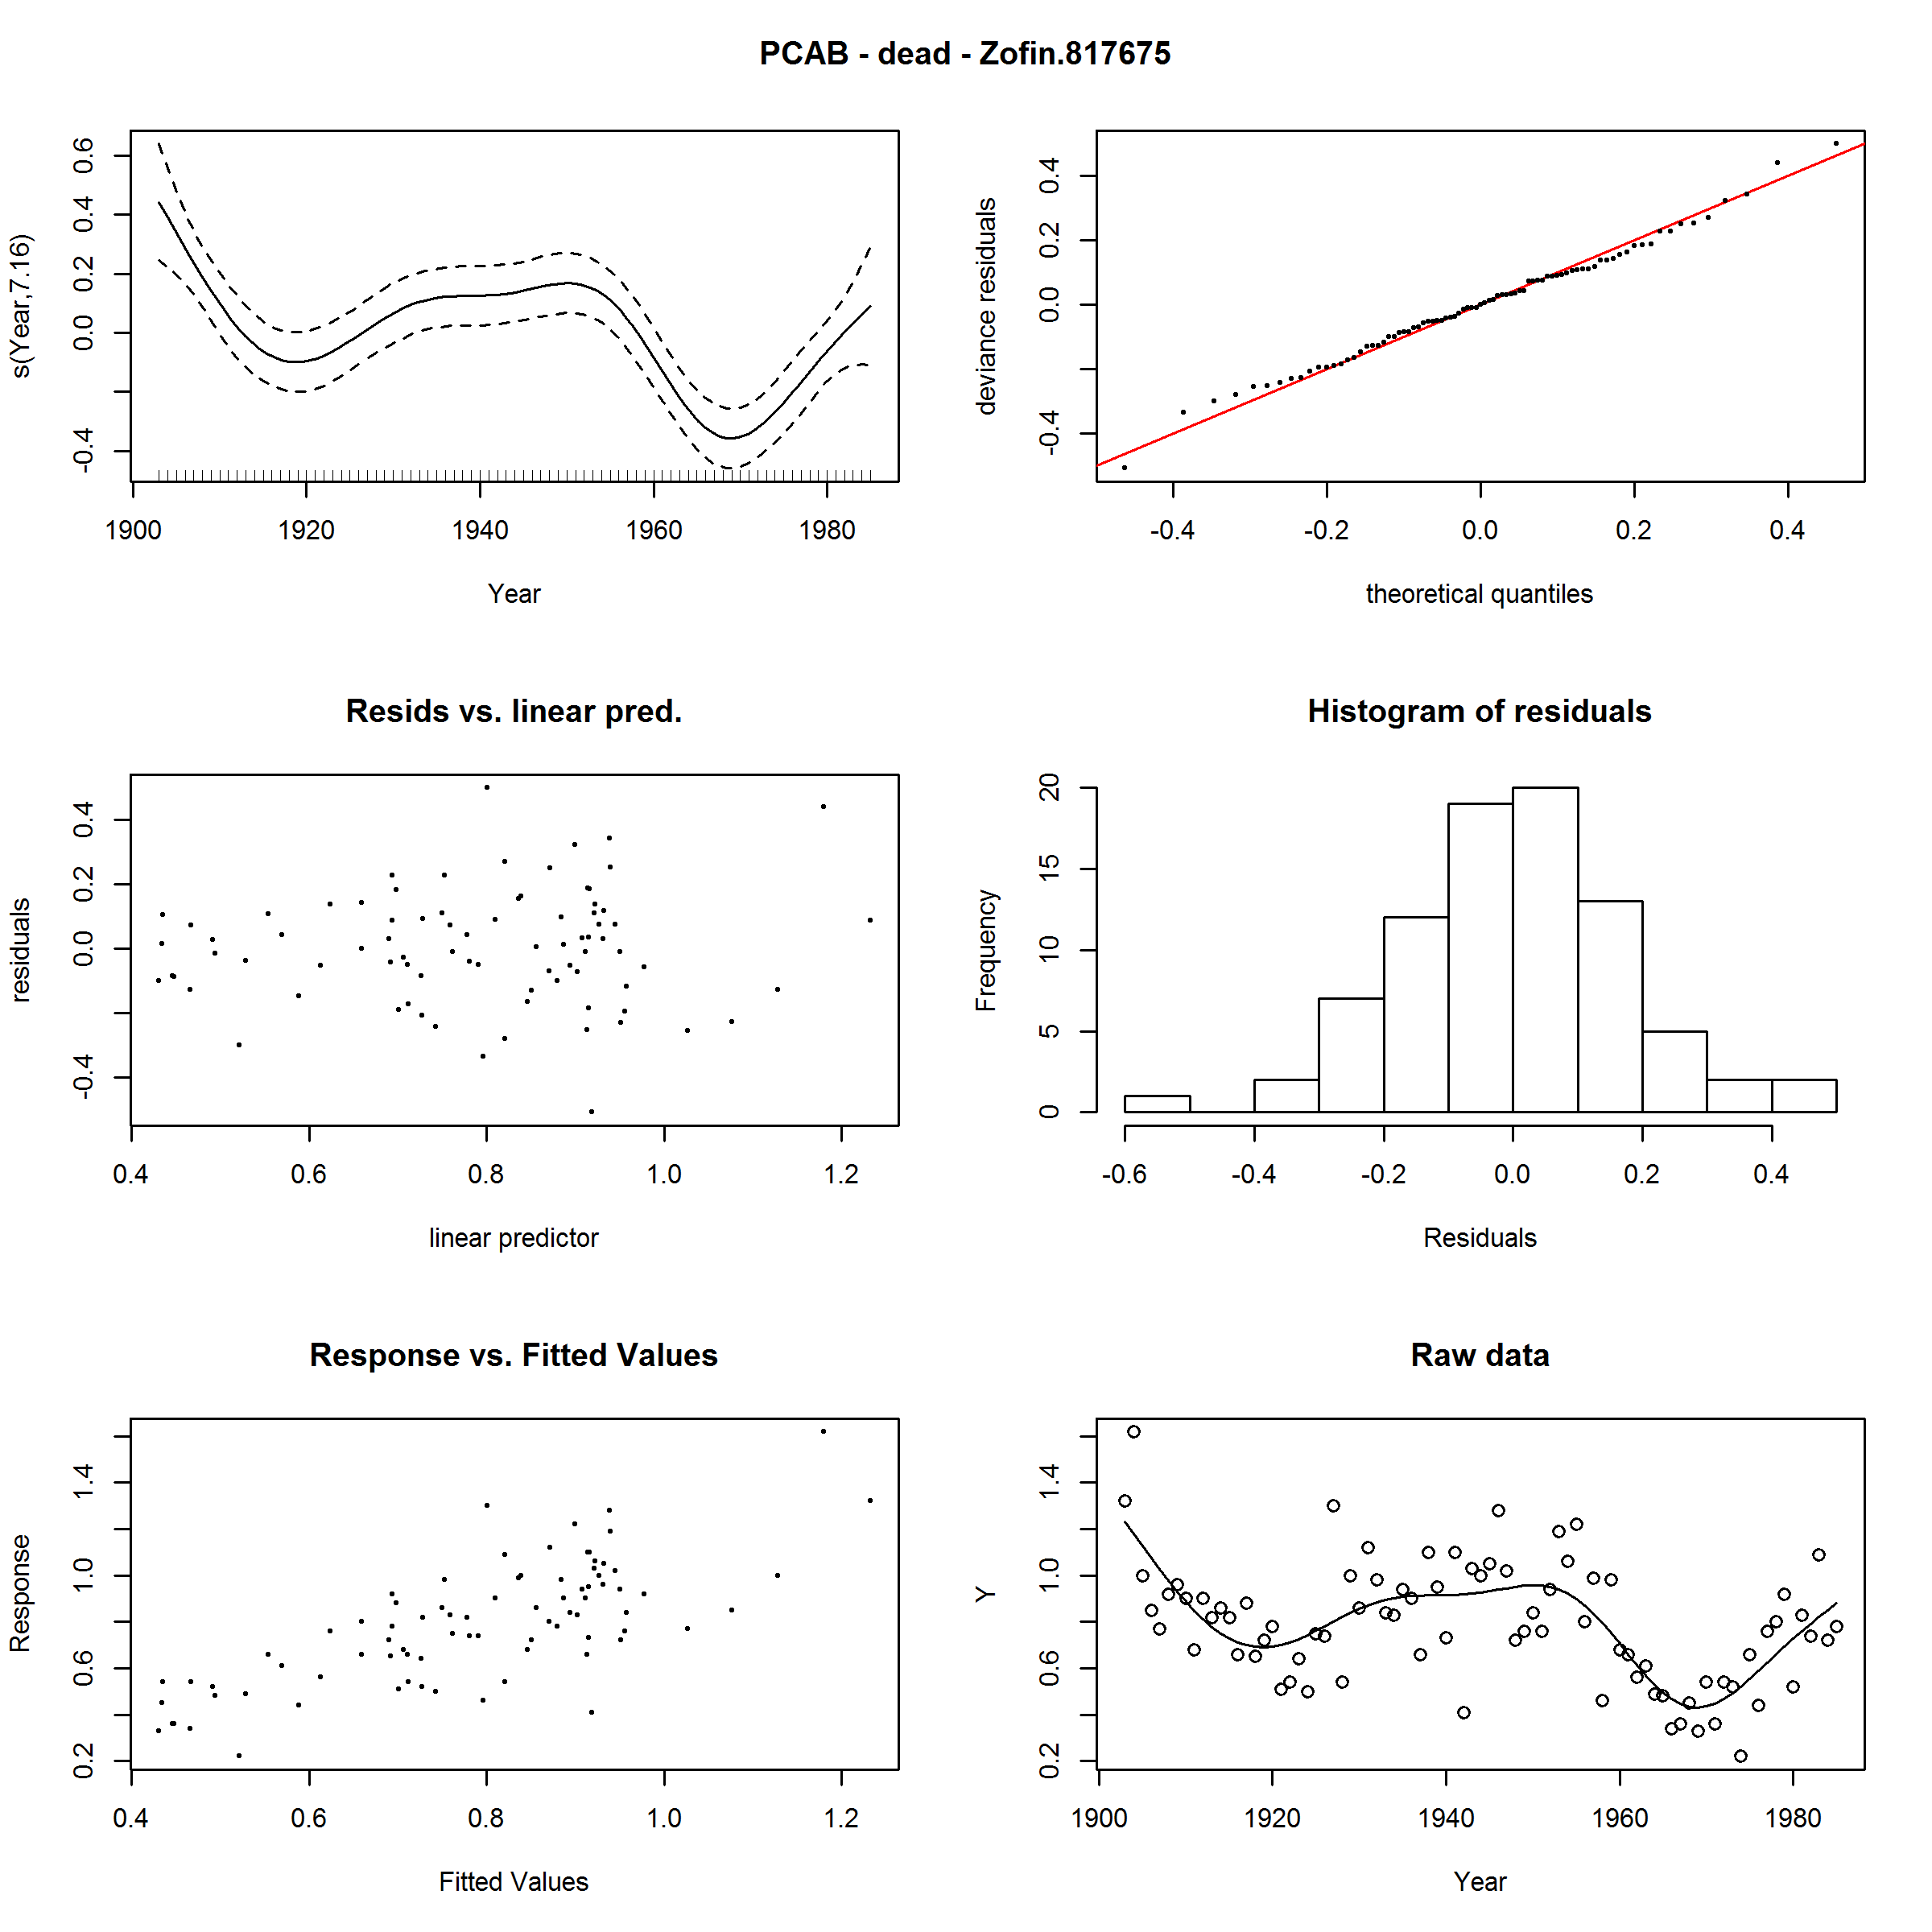 PCAB - dead - Zofin.817675
s(Year,7.16)
-0.4 0.0 0.2 0.4 0.6
1900 1920 1940 1960 1980
Year
deviance residuals
-0.4 0.0 0.2 0.4
-0.4 -0.2 0.0 0.2 0.4
theoretical quantiles
Resids vs. linear pred.
residuals
-0.4 0.0 0.2 0.4
0.4 0.6 0.8 1.0 1.2
linear predictor
Histogram of residuals
Frequency
0 5 10 15 20
-0.6 -0.4 -0.2 0.0 0.2 0.4
Residuals
Response vs. Fitted Values
Response
0.2 0.6 1.0 1.4
0.4 0.6 0.8 1.0 1.2
Fitted Values
Raw data
Y
0.2 0.6 1.0 1.4
1900 1920 1940 1960 1980
Year